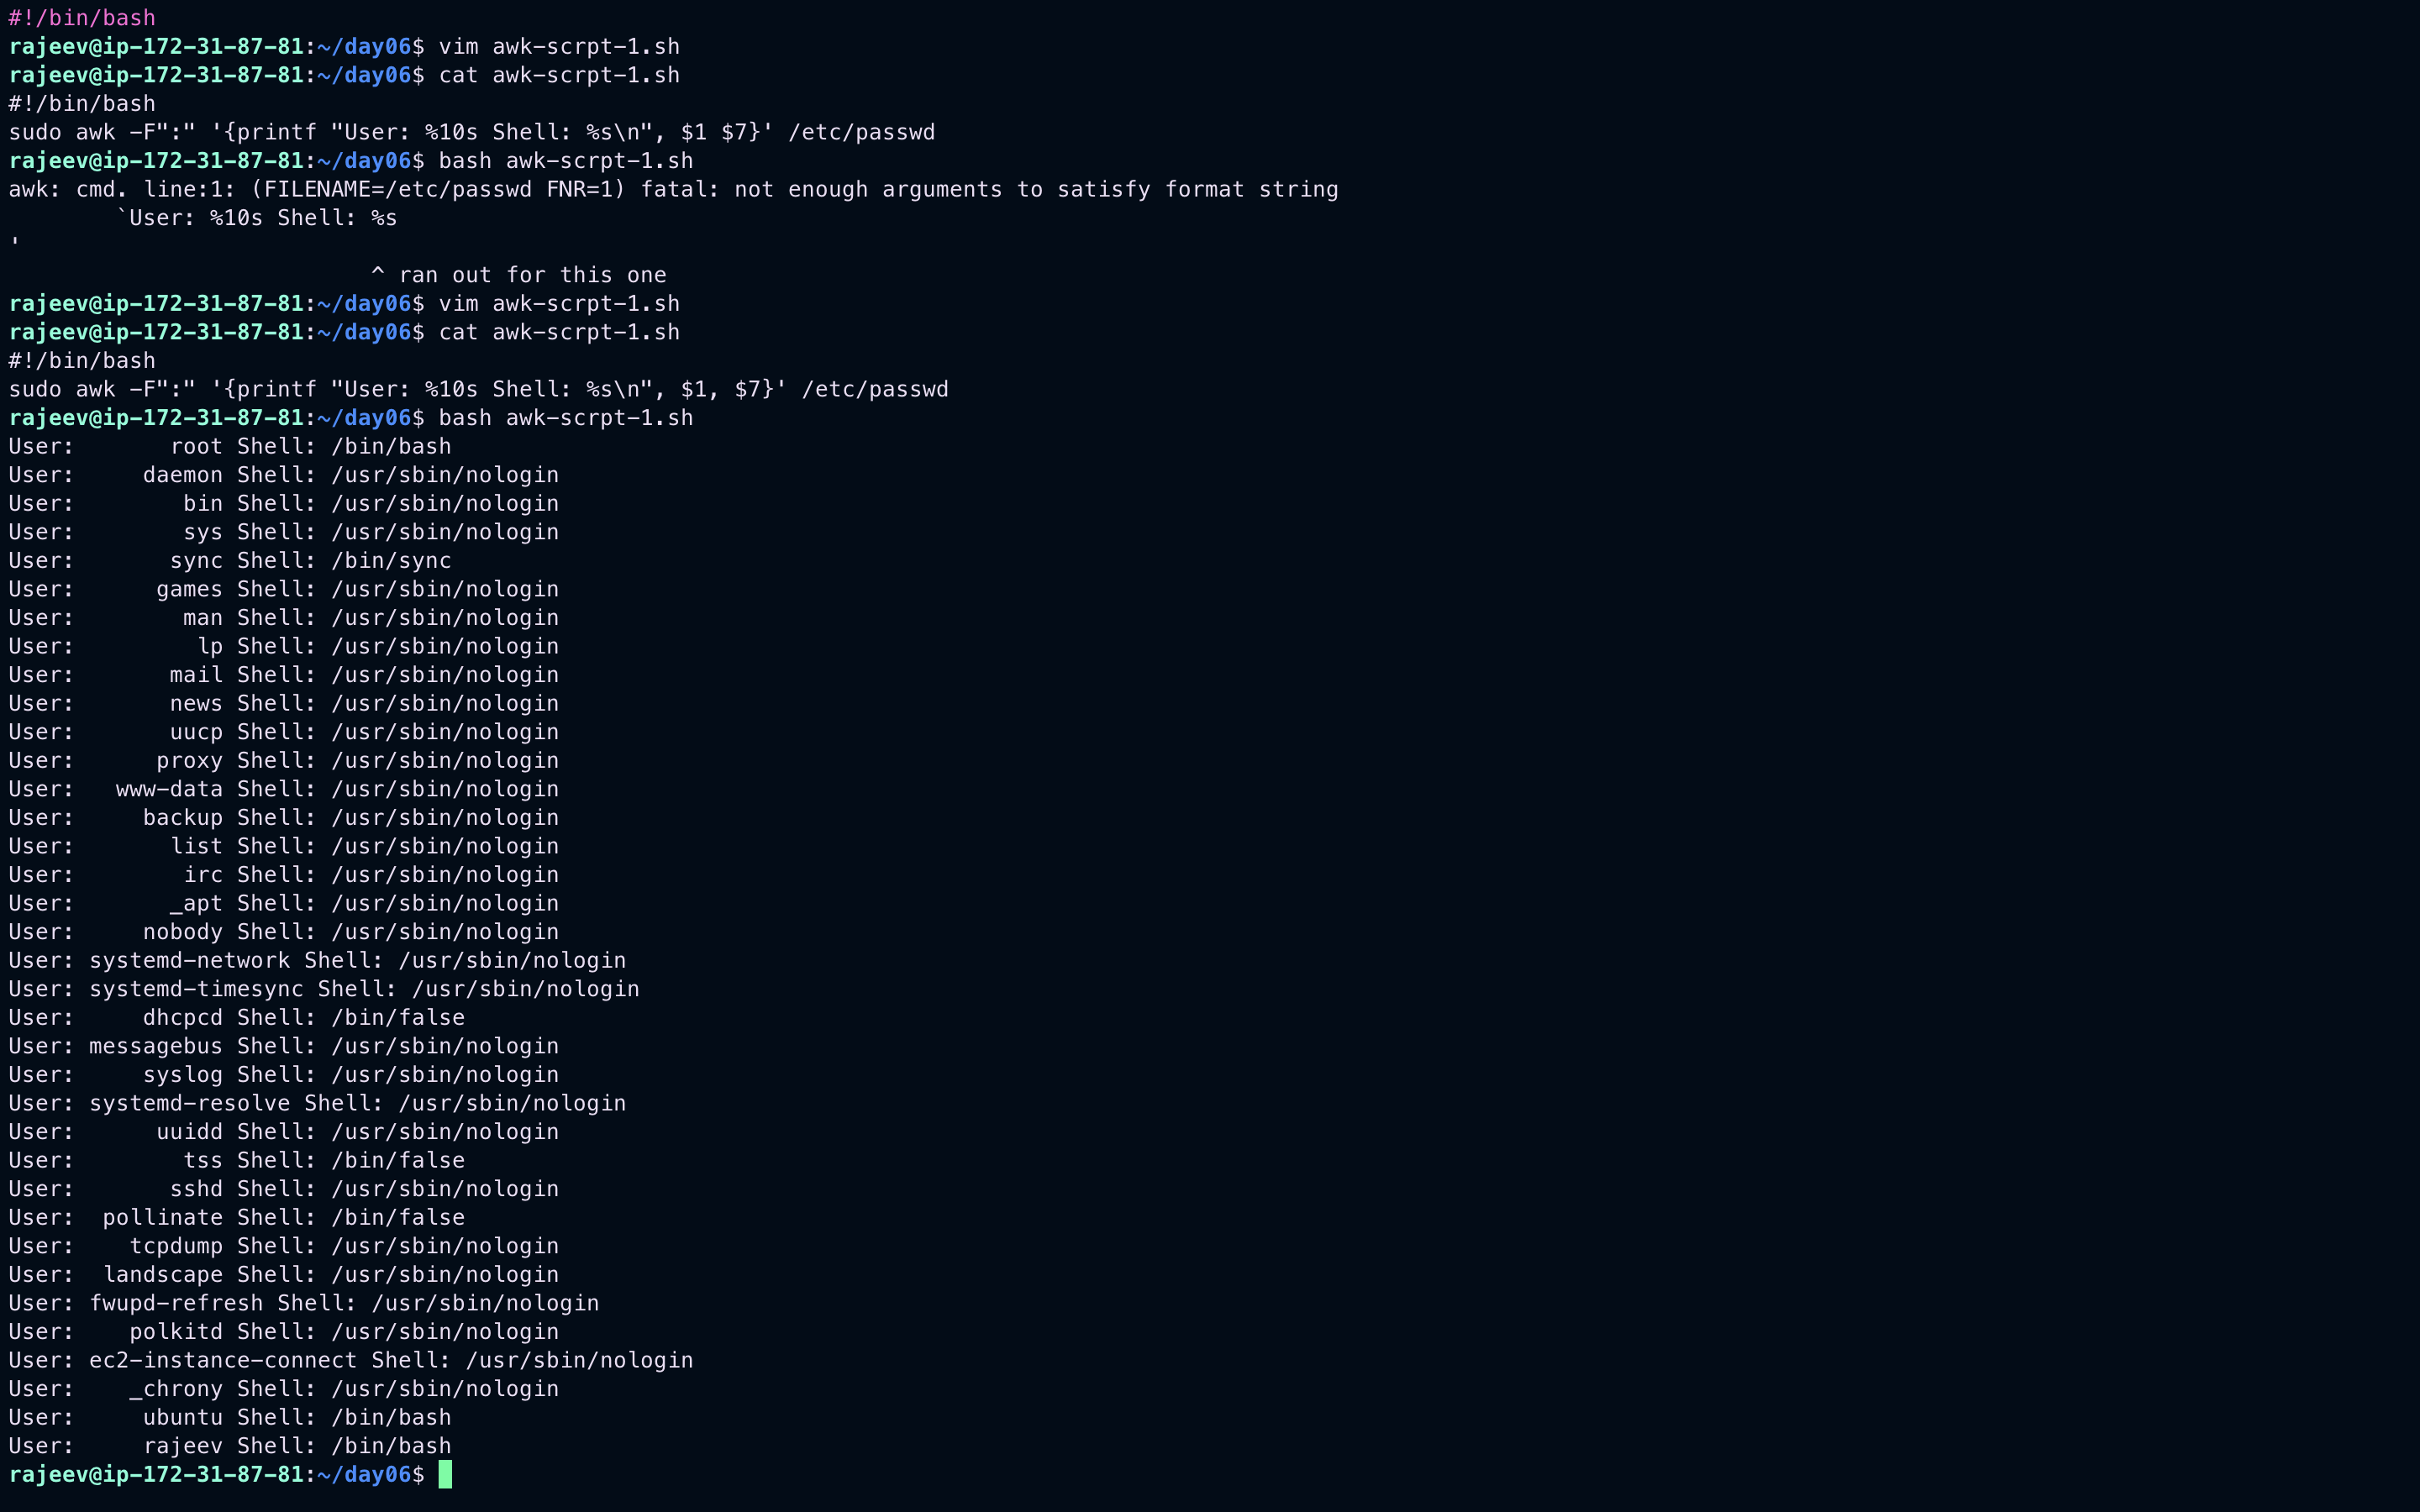 #!/bin/bash
rajeev@ip-172-31-87-81:~/day06$ vim awk-scrpt-1.sh
rajeev@ip-172-31-87-81:~/day06$ cat awk-scrpt-1.sh
#!/bin/bash
sudo awk -F":" '{printf "User: %10s Shell: %s\n", $1 $7}' /etc/passwd
rajeev@ip-172-31-87-81:~/day06$ bash awk-scrpt-1.sh
awk: cmd. line:1: (FILENAME=/etc/passwd FNR=1) fatal: not enough arguments to satisfy format string
        `User: %10s Shell: %s
'
                           ^ ran out for this one
rajeev@ip-172-31-87-81:~/day06$ vim awk-scrpt-1.sh
rajeev@ip-172-31-87-81:~/day06$ cat awk-scrpt-1.sh
#!/bin/bash
sudo awk -F":" '{printf "User: %10s Shell: %s\n", $1, $7}' /etc/passwd
rajeev@ip-172-31-87-81:~/day06$ bash awk-scrpt-1.sh
User:       root Shell: /bin/bash
User:     daemon Shell: /usr/sbin/nologin
User:        bin Shell: /usr/sbin/nologin
User:        sys Shell: /usr/sbin/nologin
User:       sync Shell: /bin/sync
User:      games Shell: /usr/sbin/nologin
User:        man Shell: /usr/sbin/nologin
User:         lp Shell: /usr/sbin/nologin
User:       mail Shell: /usr/sbin/nologin
User:       news Shell: /usr/sbin/nologin
User:       uucp Shell: /usr/sbin/nologin
User:      proxy Shell: /usr/sbin/nologin
User:   www-data Shell: /usr/sbin/nologin
User:     backup Shell: /usr/sbin/nologin
User:       list Shell: /usr/sbin/nologin
User:        irc Shell: /usr/sbin/nologin
User:       _apt Shell: /usr/sbin/nologin
User:     nobody Shell: /usr/sbin/nologin
User: systemd-network Shell: /usr/sbin/nologin
User: systemd-timesync Shell: /usr/sbin/nologin
User:     dhcpcd Shell: /bin/false
User: messagebus Shell: /usr/sbin/nologin
User:     syslog Shell: /usr/sbin/nologin
User: systemd-resolve Shell: /usr/sbin/nologin
User:      uuidd Shell: /usr/sbin/nologin
User:        tss Shell: /bin/false
User:       sshd Shell: /usr/sbin/nologin
User:  pollinate Shell: /bin/false
User:    tcpdump Shell: /usr/sbin/nologin
User:  landscape Shell: /usr/sbin/nologin
User: fwupd-refresh Shell: /usr/sbin/nologin
User:    polkitd Shell: /usr/sbin/nologin
User: ec2-instance-connect Shell: /usr/sbin/nologin
User:    _chrony Shell: /usr/sbin/nologin
User:     ubuntu Shell: /bin/bash
User:     rajeev Shell: /bin/bash
rajeev@ip-172-31-87-81:~/day06$